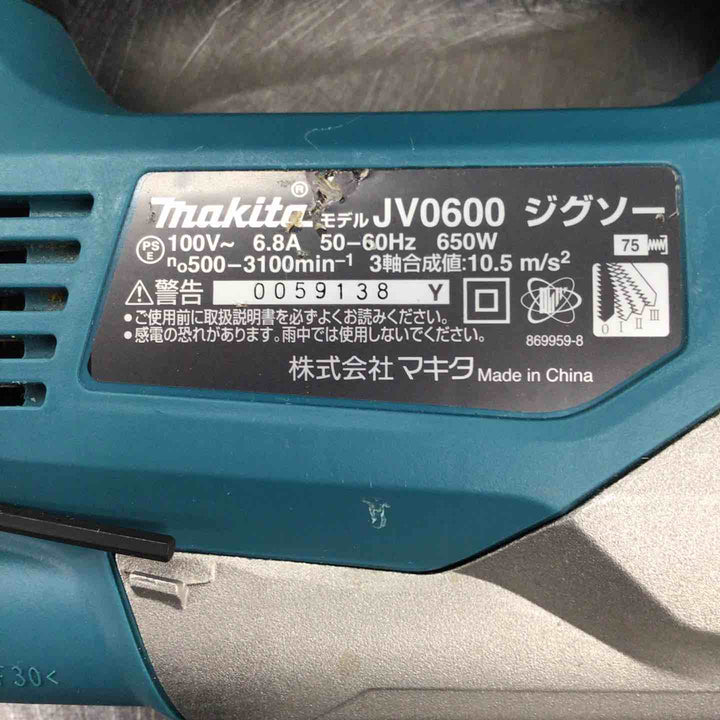 makita® モデル JV0600 ジグソー
PS E 100V~ 6.8A 50-60Hz 650W
75
n₀500-3100min⁻¹ 3軸合成値:10.5 m/s²
⚠警告 0059138 Y
0 I II III
•ご使用前に取扱説明書を必ずよくお読みください。
•感電の恐れがあります。雨中では使用しないでください。
869959-8
株式会社 マキタ Made in China
30<